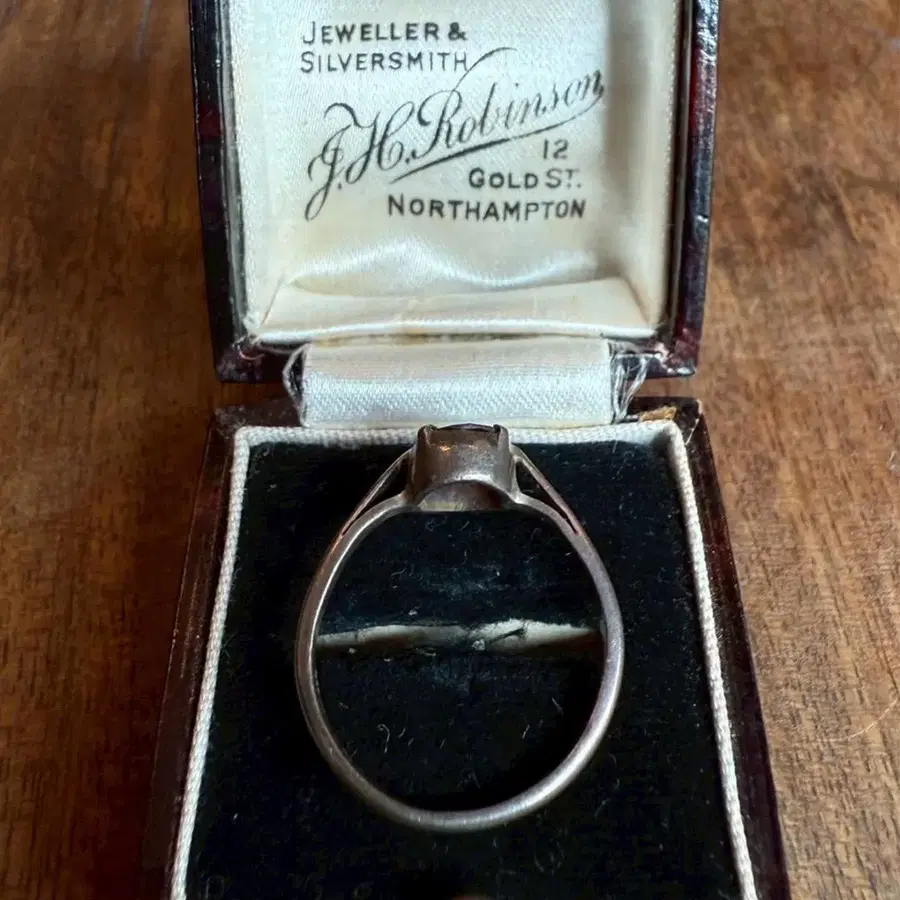 JEWELLER &
SILVERSMITH
J.H. Robinson
12
GOLD ST.
NORTHAMPTON